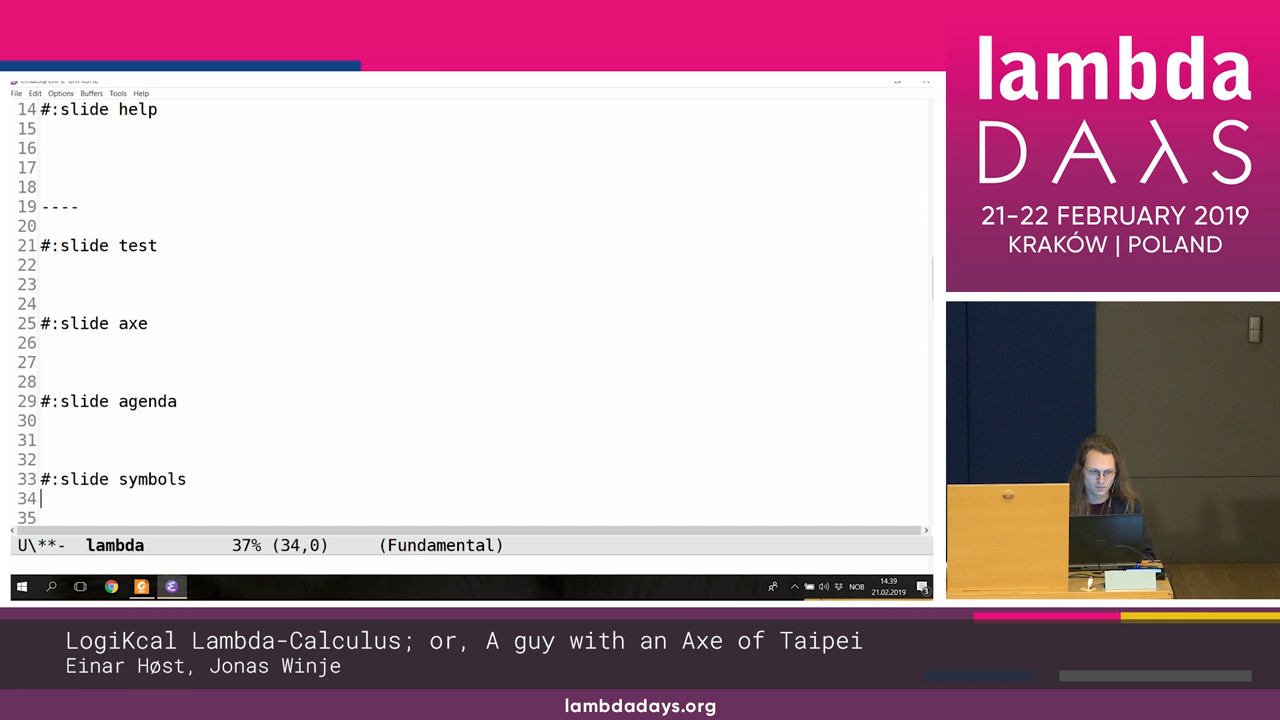 File Edit Options Buffers Tools Help
14 #:slide help
15
16
17
18
19 ----
20
21 #:slide test
22
23
24
25 #:slide axe
26
27
28
29 #:slide agenda
30
31
32
33 #:slide symbols
34
35
U\**- lambda 37% (34,0) (Fundamental)
NOB
14.39
21.02.2019
3
lambda
DAλS
21-22 FEBRUARY 2019
KRAKÓW | POLAND
LogiKcal Lambda-Calculus; or, A guy with an Axe of Taipei
Einar Høst, Jonas Winje
lambdadays.org